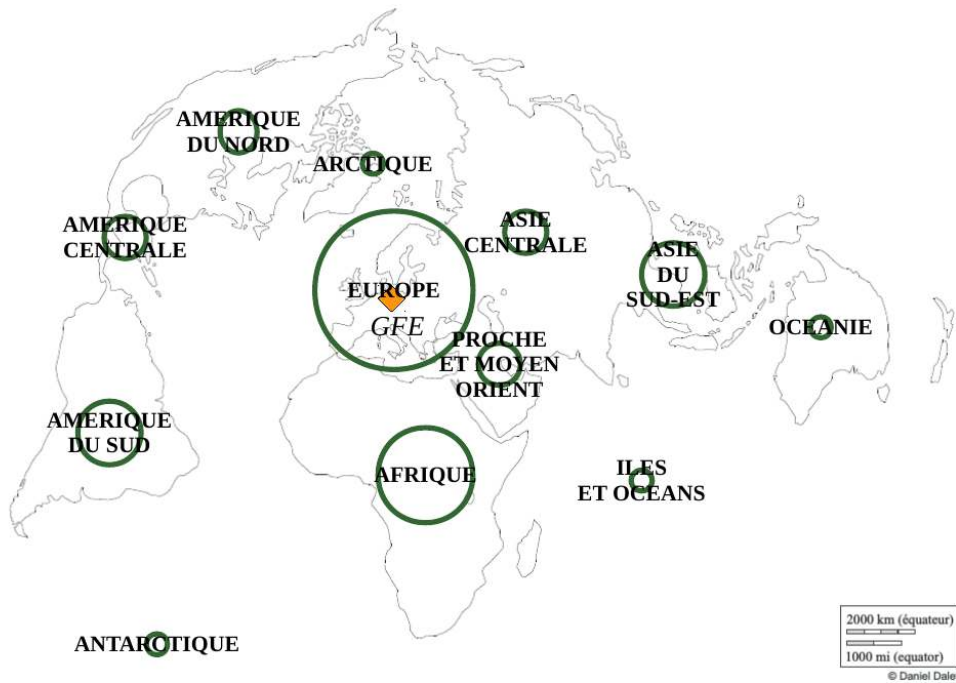 AMERIQUE
DU NORD
ARCTIQUE
AMERIQUE
CENTRALE
ASIE
CENTRALE
ASIE
DU
SUD-EST
EUROPE
GFE
OCEANIE
PROCHE
ET MOYEN
ORIENT
AMERIQUE
DU SUD
AFRIQUE
ILES
ET OCEANS
ANTARCTIQUE
2000 km (équateur)
1000 mi (equator)
© Daniel Dale